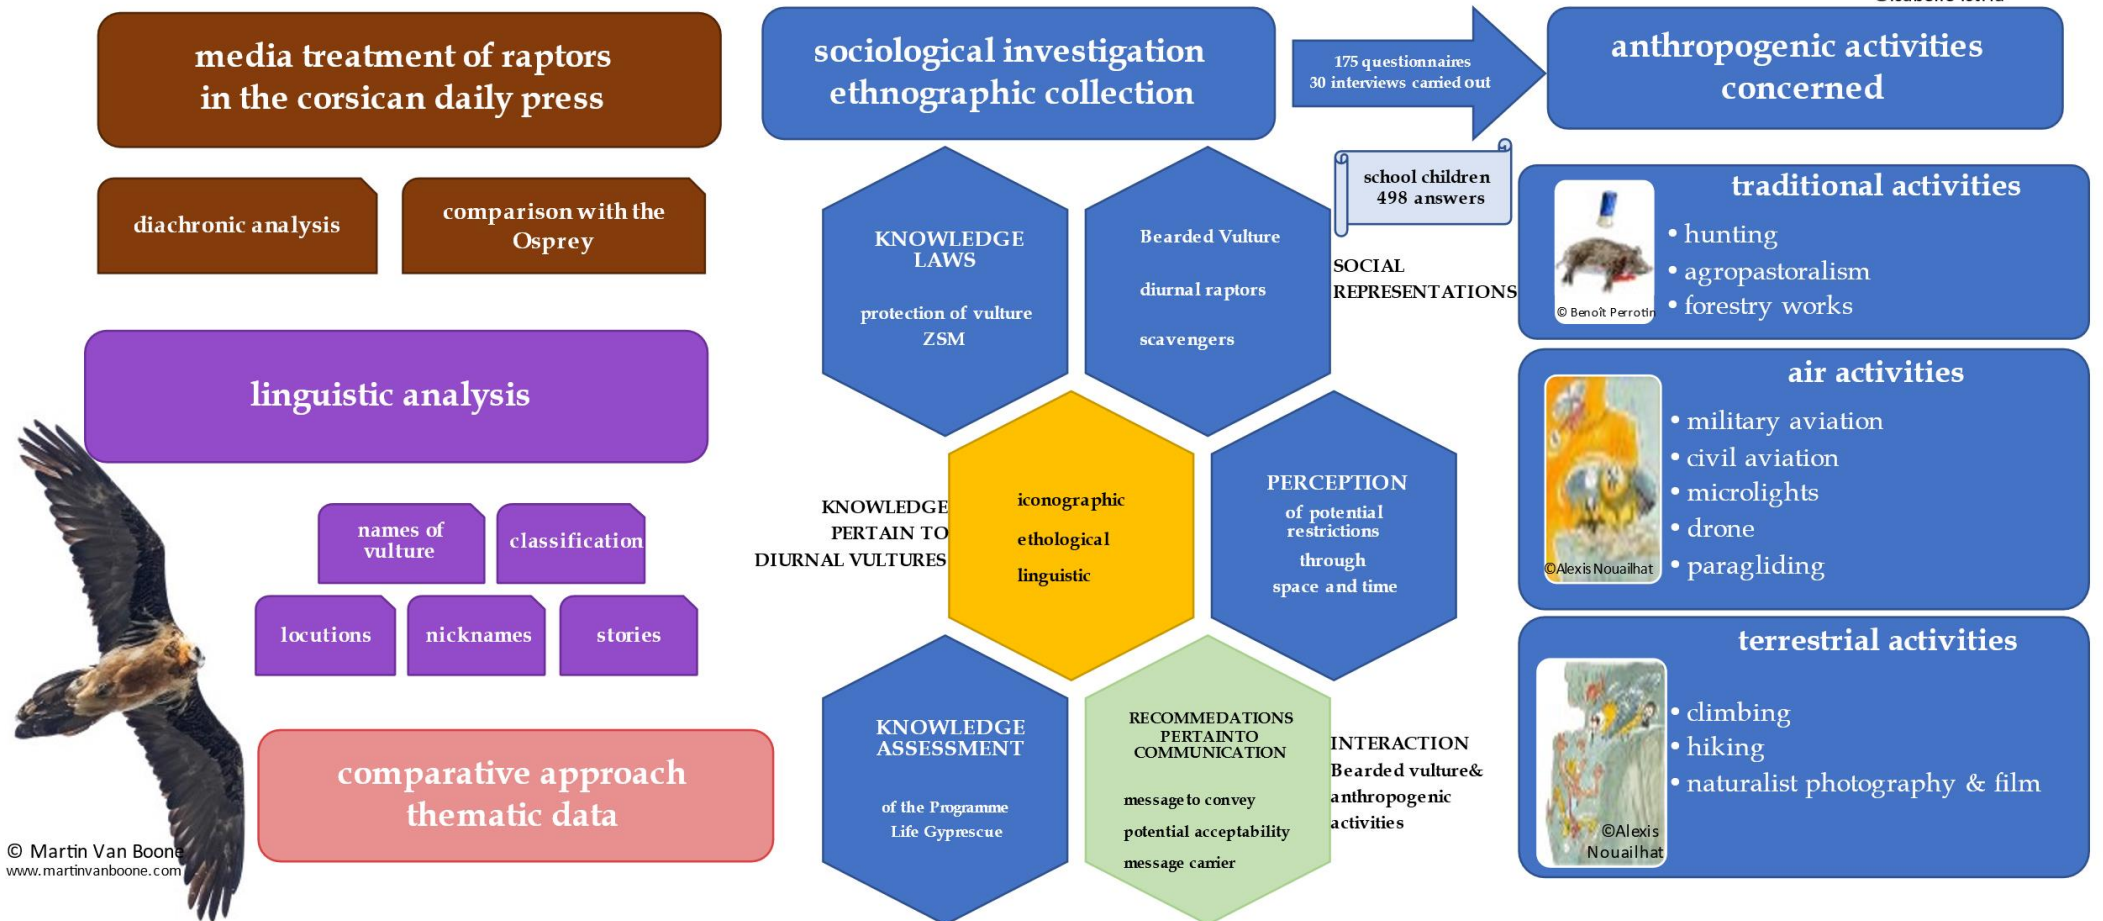 media treatment of raptors
in the corsican daily press
diachronic analysis
comparison with the
Osprey
linguistic analysis
names of
vulture
classification
locutions
nicknames
stories
comparative approach
thematic data
© Martin Van Boone
www.martinvanboone.com
sociological investigation
ethnographic collection
175 questionnaires
30 interviews carried out
school children
498 answers
KNOWLEDGE
LAWS
protection of vulture
ZSM
Bearded Vulture
diurnal raptors
scavengers
SOCIAL
REPRESENTATIONS
KNOWLEDGE
PERTAIN TO
DIURNAL VULTURES
iconographic
ethological
linguistic
PERCEPTION
of potential
restrictions
through
space and time
KNOWLEDGE
ASSESSMENT
of the Programme
Life Gyprescue
RECOMMEDATIONS
PERTAINTO
COMMUNICATION
message to convey
potential acceptability
message carrier
INTERACTION
Bearded vulture&
anthropogenic
activities
anthropogenic activities
concerned
traditional activities
• hunting
• agropastoralism
• forestry works
© Benoît Perrotin
air activities
• military aviation
• civil aviation
• microlights
• drone
• paragliding
©Alexis Nouailhat
terrestrial activities
• climbing
• hiking
• naturalist photography & film
©Alexis
Nouailhat